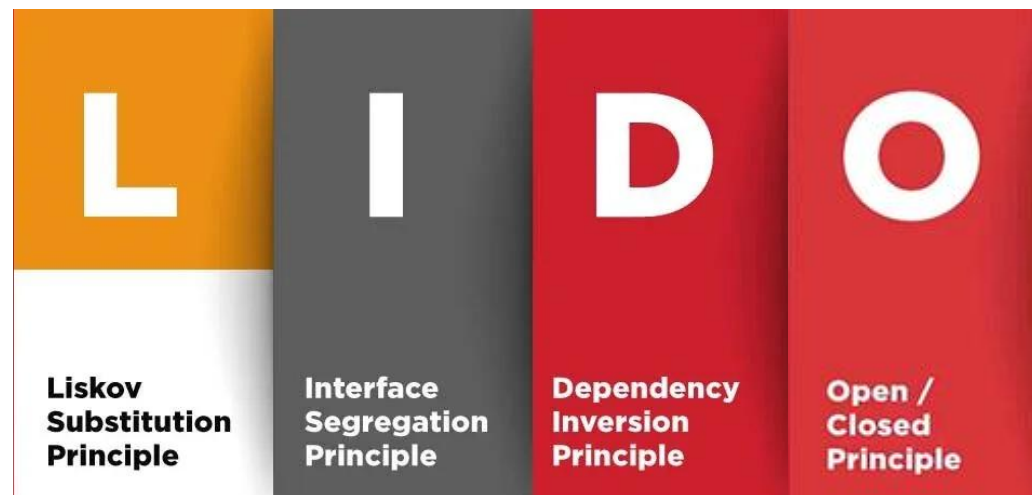 L
I
D
O
Liskov
Substitution
Principle
Interface
Segregation
Principle
Dependency
Inversion
Principle
Open /
Closed
Principle